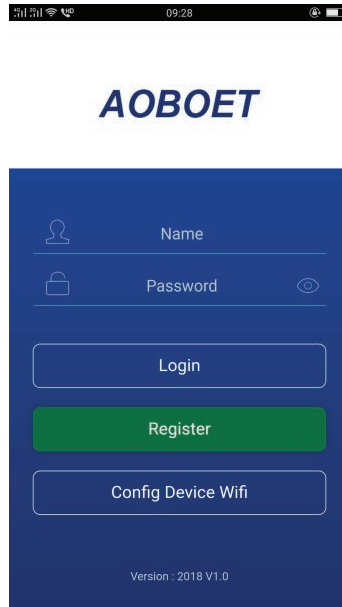 09:28
AOBOET
Name
Password
Login
Register
Config Device Wifi
Version : 2018 V1.0